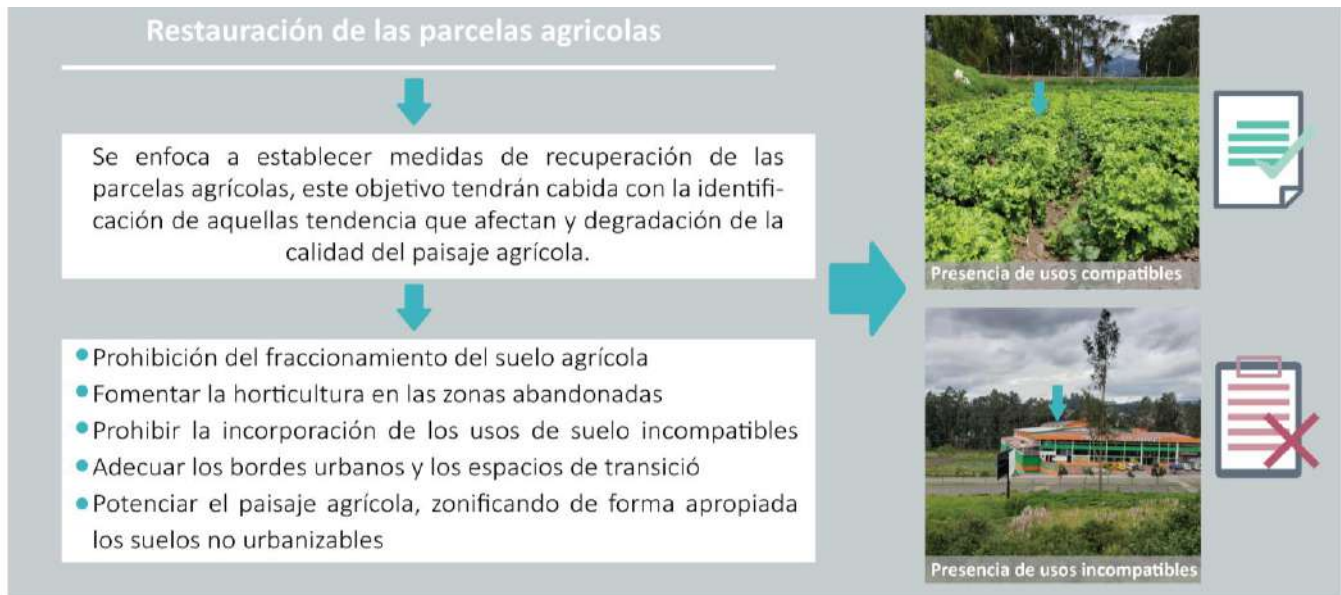 Restauración de las parcelas agricolas
Se enfoca a establecer medidas de recuperación de las
parcelas agrícolas, este objetivo tendrán cabida con la identifi-
cación de aquellas tendencia que afectan y degradación de la
calidad del paisaje agrícola.
Prohibición del fraccionamiento del suelo agrícola
Fomentar la horticultura en las zonas abandonadas
Prohibir la incorporación de los usos de suelo incompatibles
Adecuar los bordes urbanos y los espacios de transició
Potenciar el paisaje agrícola, zonificando de forma apropiada
los suelos no urbanizables
Presencia de usos compatibles
Presencia de usos incompatibles